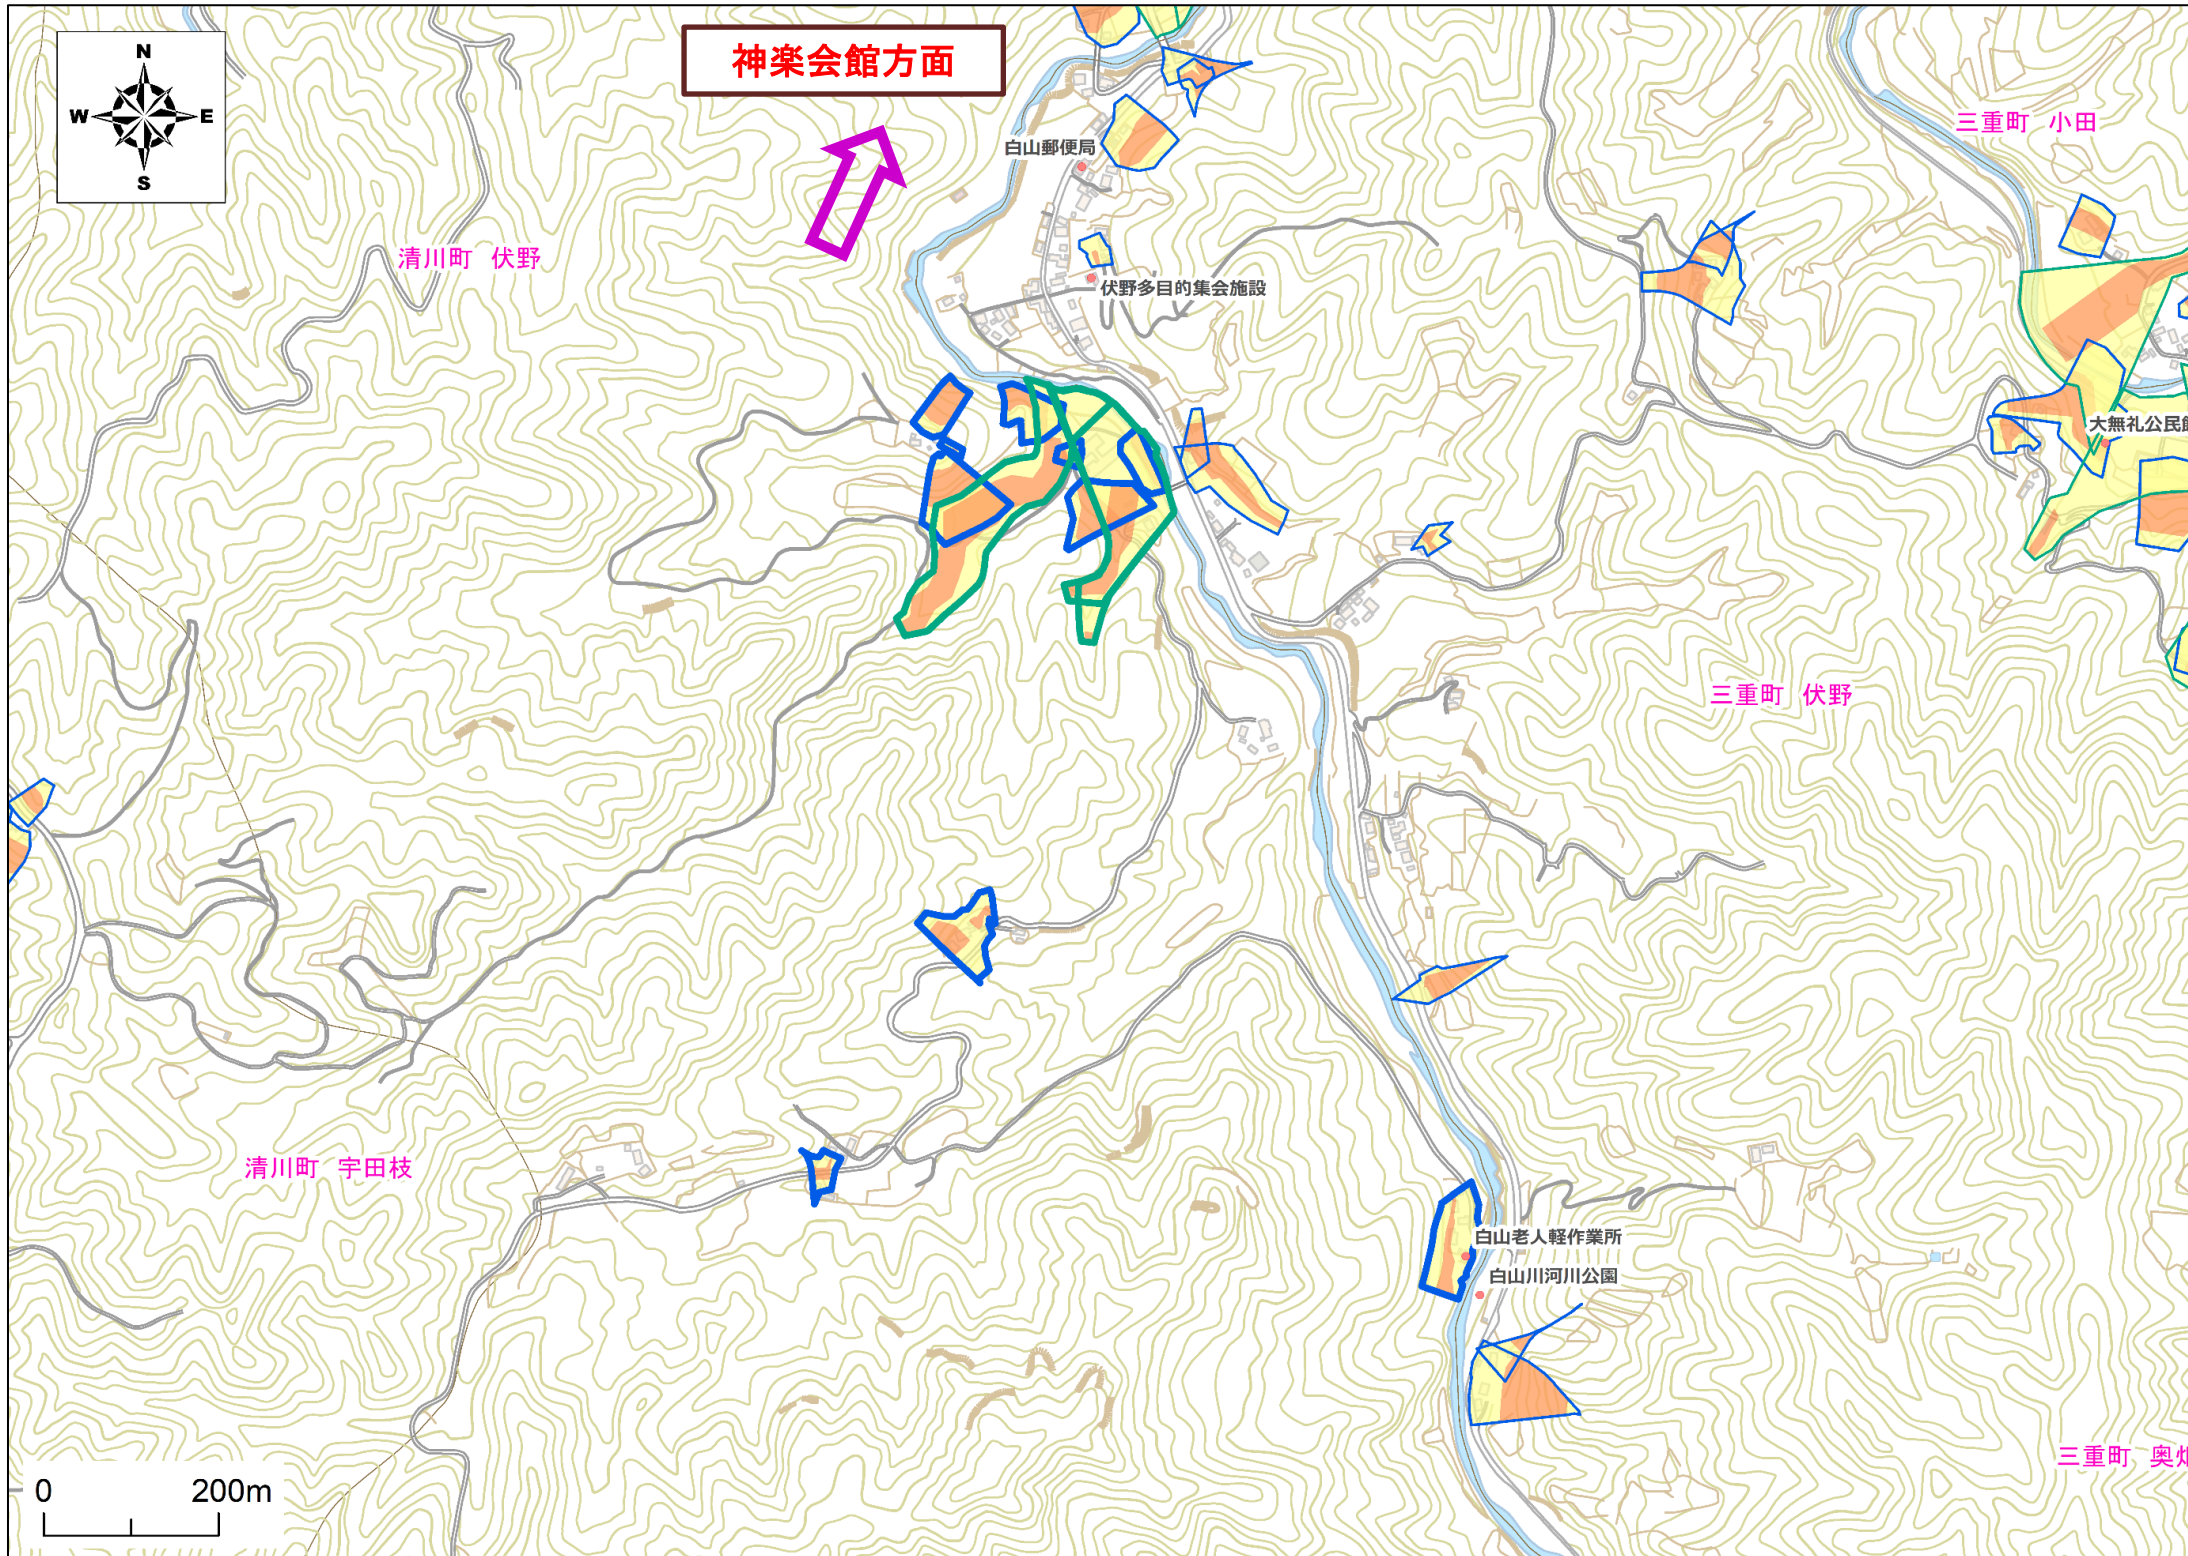 N
W E
S
神楽会館方面
三重町 小田
白山郵便局
清川町 伏野
伏野多目的集会施設
大無礼公民館
三重町 伏野
清川町 宇田枝
白山老人軽作業所
白山川河川公園
三重町 奥畑
0 200m